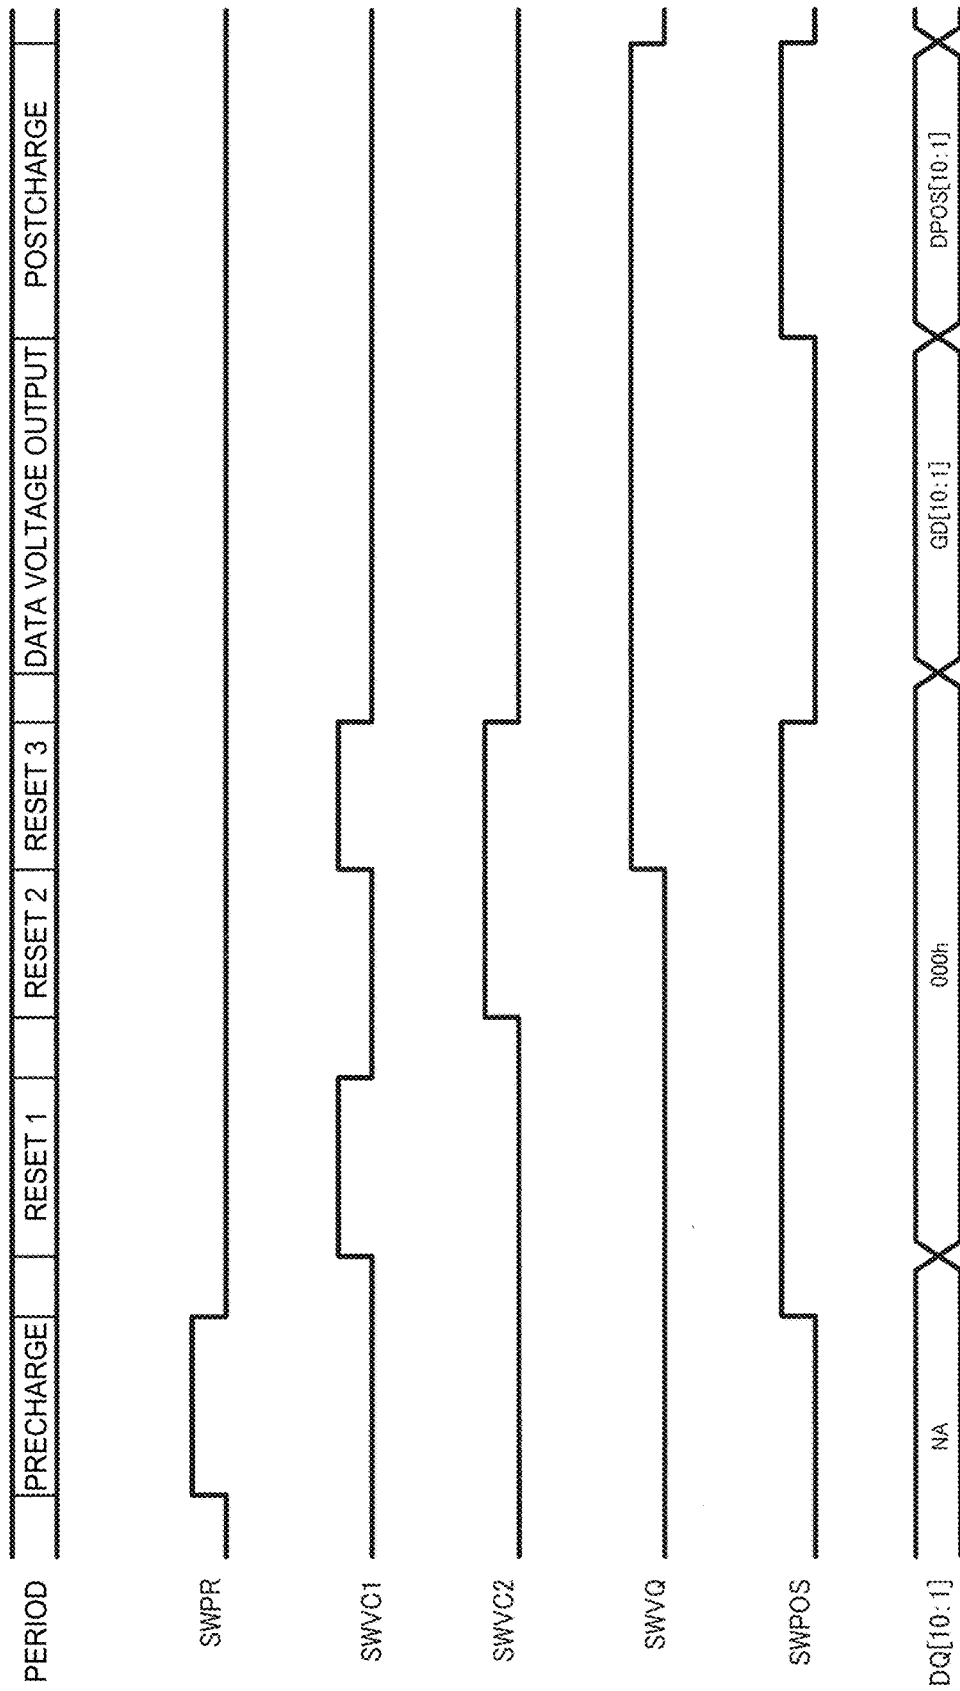 PERIOD PRECHARGE RESET 1 RESET 2 RESET 3 DATA VOLTAGE OUTPUT POSTCHARGE
SWPR
SWVC1
SWVC2
SWVQ
SWPOS
DQ[10:1] NA 000h GD[10:1] DPOS[10:1]